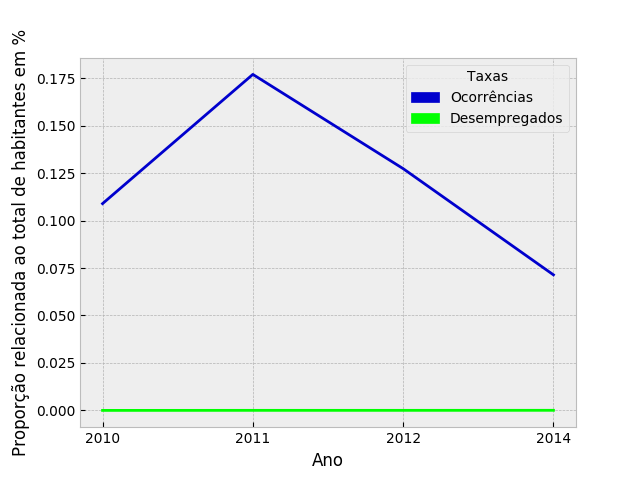 Proporção relacionada ao total de habitantes em %
0.175
0.150
0.125
0.100
0.075
0.050
0.025
0.000
Taxas
Ocorrências
Desempregados
2010 2011 2012 2014
Ano